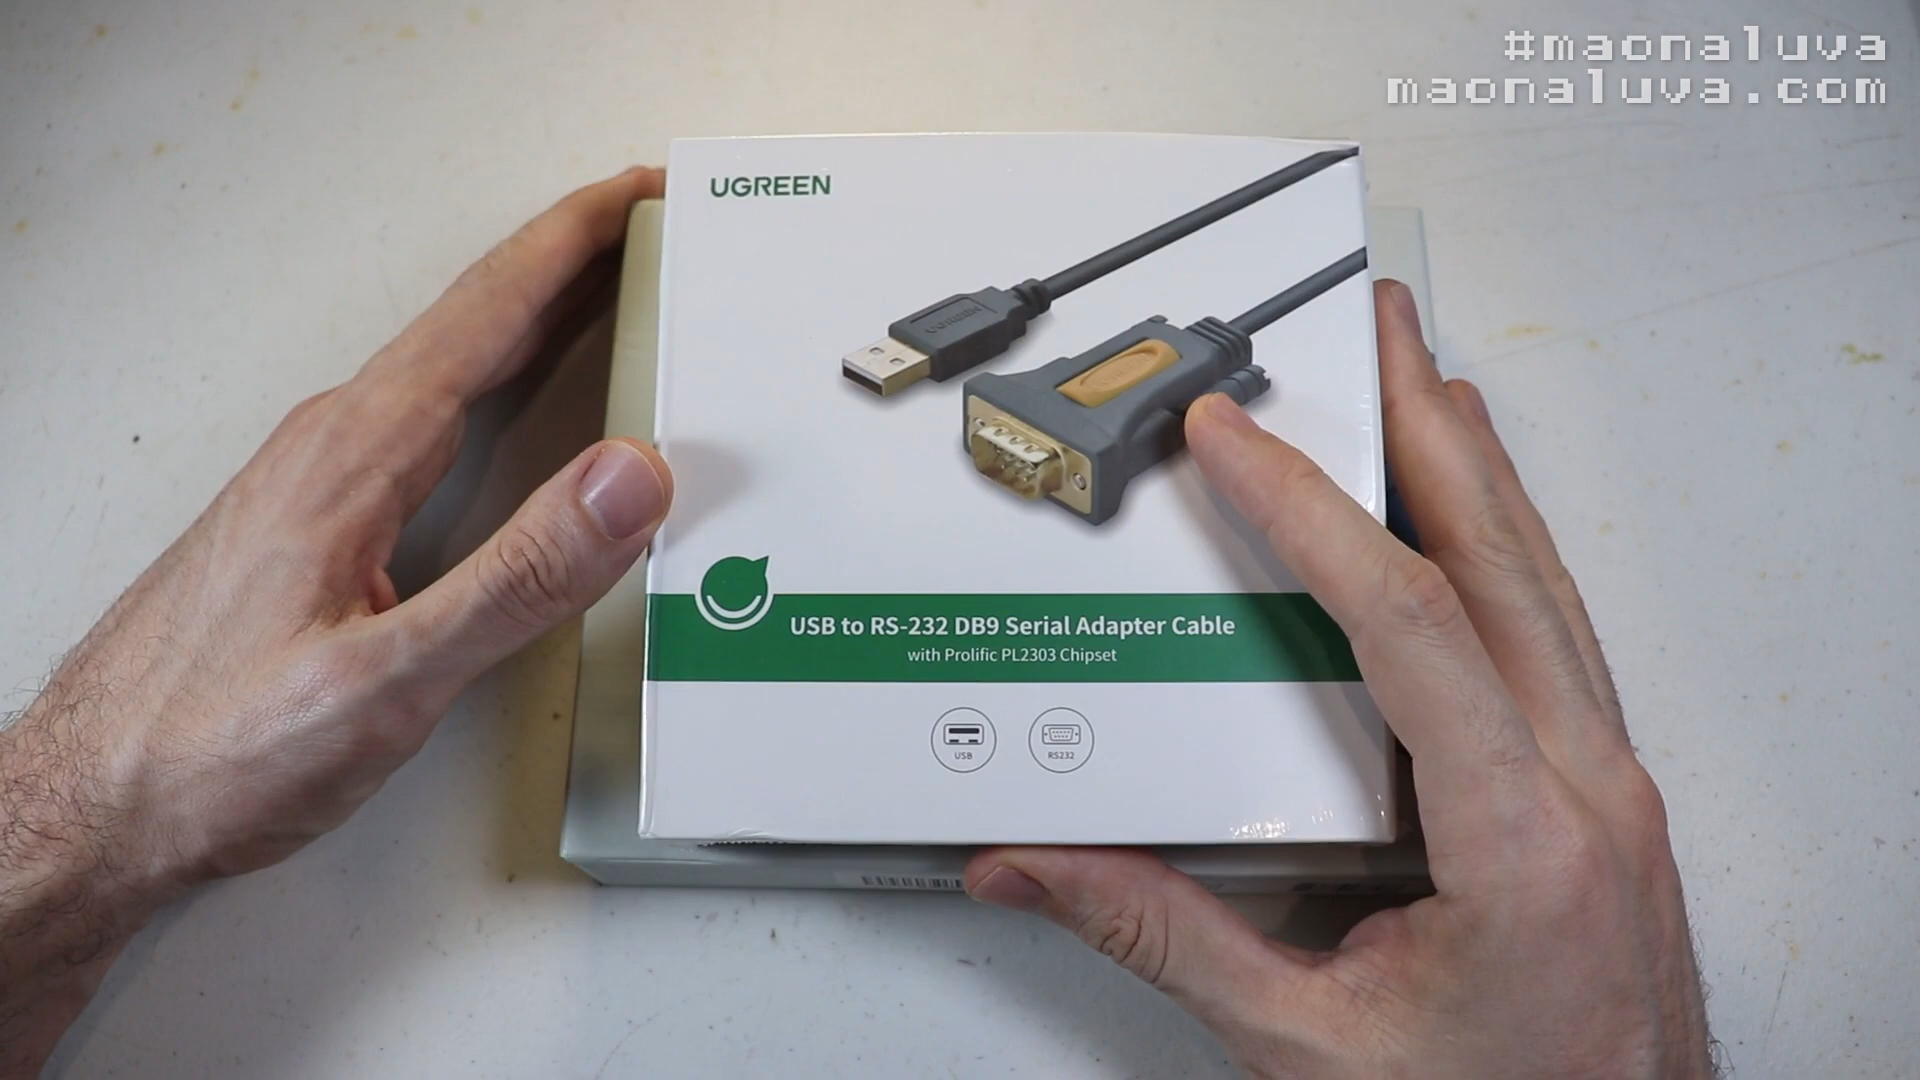 #maonaluva
maonaluva.com
UGREEN
UGREEN
USB to RS-232 DB9 Serial Adapter Cable
with Prolific PL2303 Chipset
USB
RS232